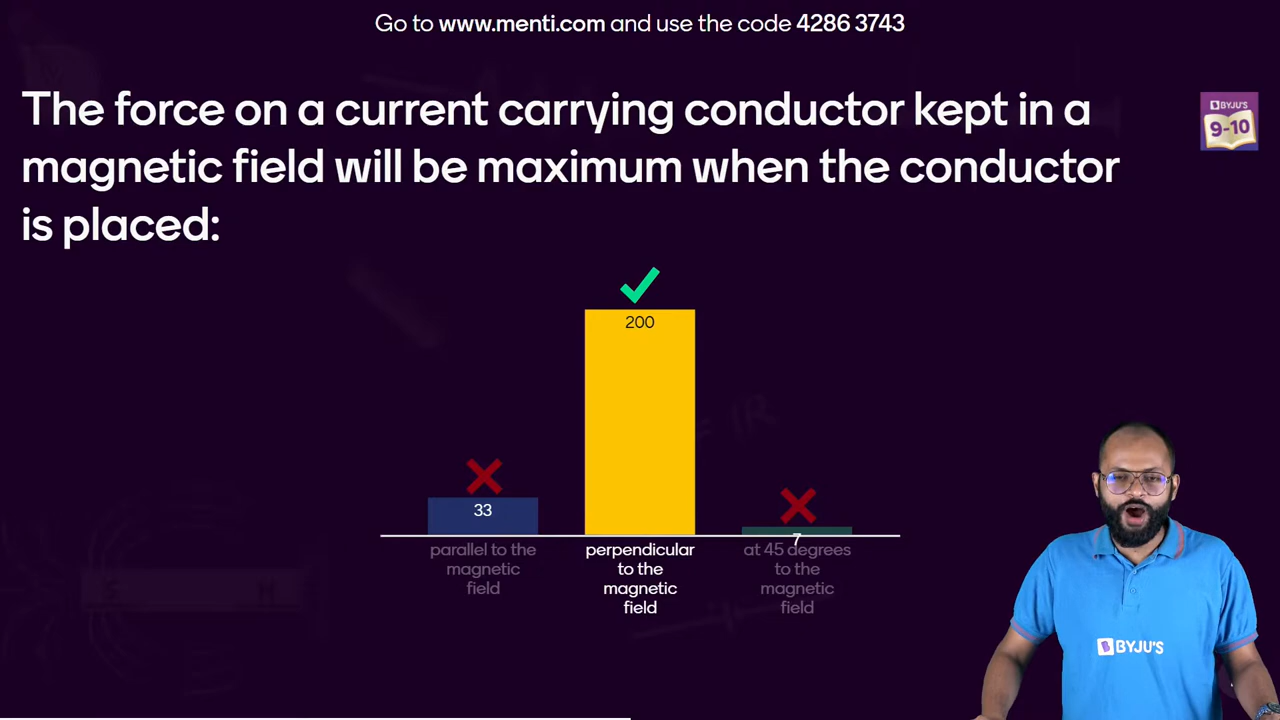 Go to www.menti.com and use the code 4286 3743
The force on a current carrying conductor kept in a
magnetic field will be maximum when the conductor
is placed:
BYJU'S
9-10
200
33
7
parallel to the
magnetic
field
perpendicular
to the
magnetic
field
at 45 degrees
to the
magnetic
field
BYJU'S